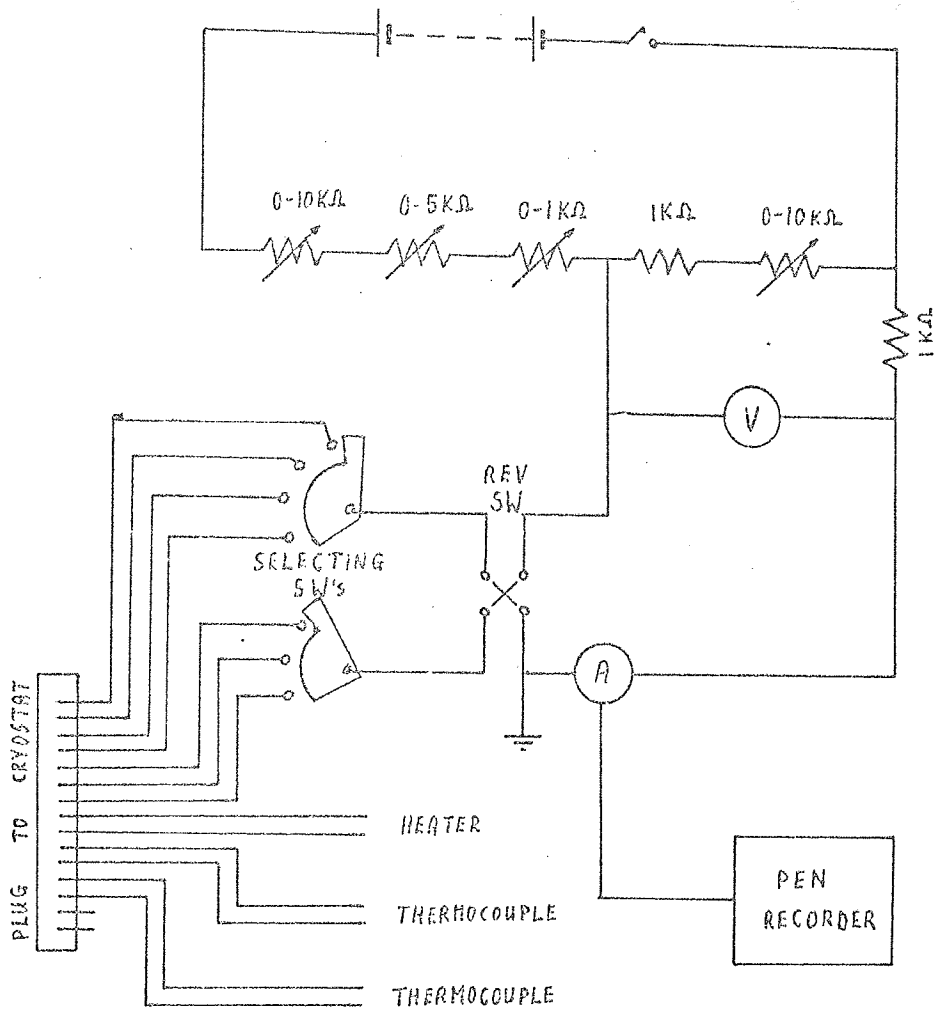 0-10KΩ
0-5KΩ
0-1KΩ
1KΩ
0-10KΩ
1KΩ
V
REV
SW
SELECTING
SW's
A
PLUG TO CRYOSTAT
HEATER
THERMOCOUPLE
THERMOCOUPLE
PEN
RECORDER